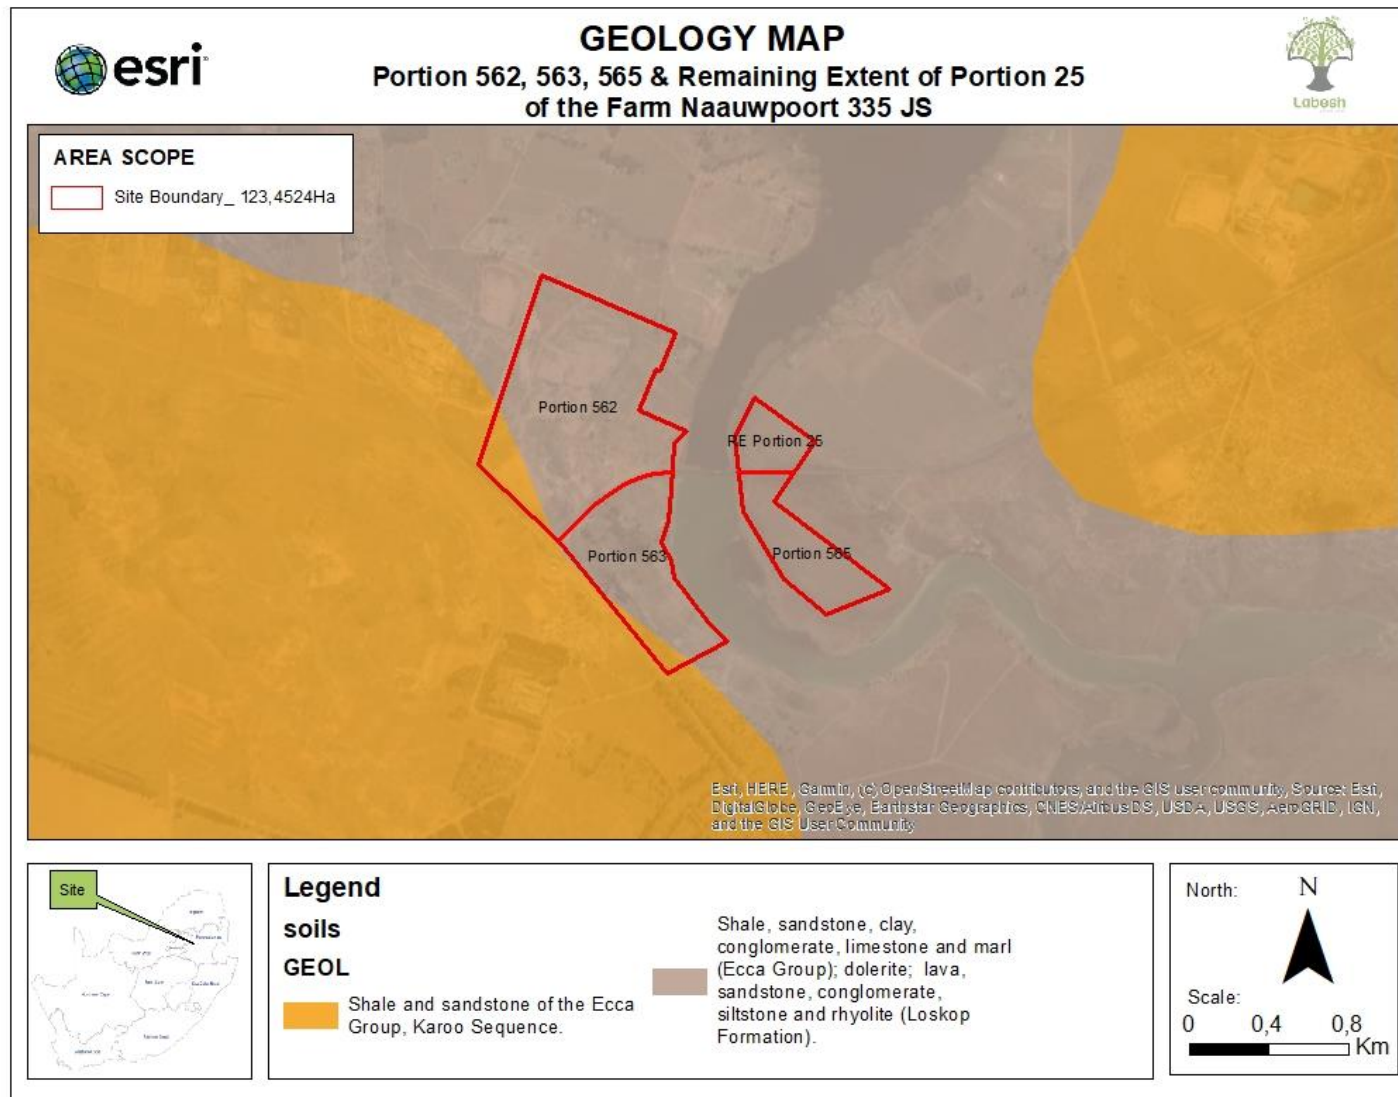 esri
GEOLOGY MAP
Portion 562, 563, 565 & Remaining Extent of Portion 25
of the Farm Naauwpoort 335 JS
Labesh
AREA SCOPE
Site Boundary_ 123,4524Ha
Portion 562
RE Portion 25
Portion 563
Portion 565
Esri, HERE, Garmin, (c) OpenStreetMap contributors, and the GIS user community, Source: Esri,
DigitalGlobe, GeoEye, Earthstar Geographics, CNES/Airbus DS, USDA, USGS, AeroGRID, IGN,
and the GIS User Community
Site
Legend
soils
GEOL
Shale and sandstone of the Ecca
Group, Karoo Sequence.
Shale, sandstone, clay,
conglomerate, limestone and marl
(Ecca Group); dolerite; lava,
sandstone, conglomerate,
siltstone and rhyolite (Loskop
Formation).
North:
N
Scale:
0 0,4 0,8
Km